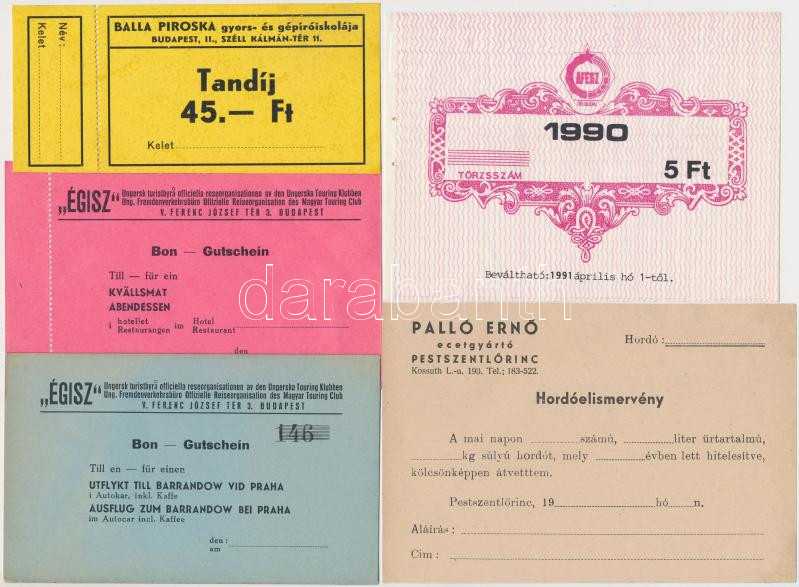 Név:
Kelet
BALLA PIROSKA gyors- és gépíróiskolája
BUDAPEST, II., SZÉLL KÁLMÁN-TÉR 11.
Tandíj
45.— Ft
Kelet
„ÉGISZ“
Ungersk turistbyrå officiella reseorganisationen av den Ungerska Touring Klubben
Ung. Fremdenverkehrsbüro Offizielle Reiseorganisation des Magyar Touring Club
V. FERENC JÓZSEF TÉR 3. BUDAPEST
Bon — Gutschein
Till — für ein
KVÄLLSMAT
ABENDESSEN
i hotellet im Hotel
Restaurangen Restaurant
den
„ÉGISZ“
Ungersk turistbyrå officiella reseorganisationen av den Ungerska Touring Klubben
Ung. Fremdenverkehrsbüro Offizielle Reiseorganisation des Magyar Touring Club
V. FERENC JÓZSEF TÉR 3. BUDAPEST
Bon — Gutschein
146
Till en — für einen
UTFLYKT TILL BARRANDOW VID PRAHA
i Autokar, inkl. Kaffe
AUSFLUG ZUM BARRANDOW BEI PRAHA
im Autocar incl. Kaffee
den :
am
ÁFÉSZ
DÉLBUDAI
1990
TÖRZSSZÁM
5 Ft
Beváltható: 1991 április hó 1-től.
PALLÓ ERNŐ
ecetgyártó
PESTSZENTLŐRINC
Kossuth L.-u. 193. Tel.; 183-522.
Hordó:
Hordóelismervény
A mai napon számú, liter űrtartalmú,
kg súlyú hordót, mely évben lett hitelesítve,
kölcsönképpen átvetttem.
Pestszentlőrinc, 19 hó n.
Aláírás :
Cím :
darabanth